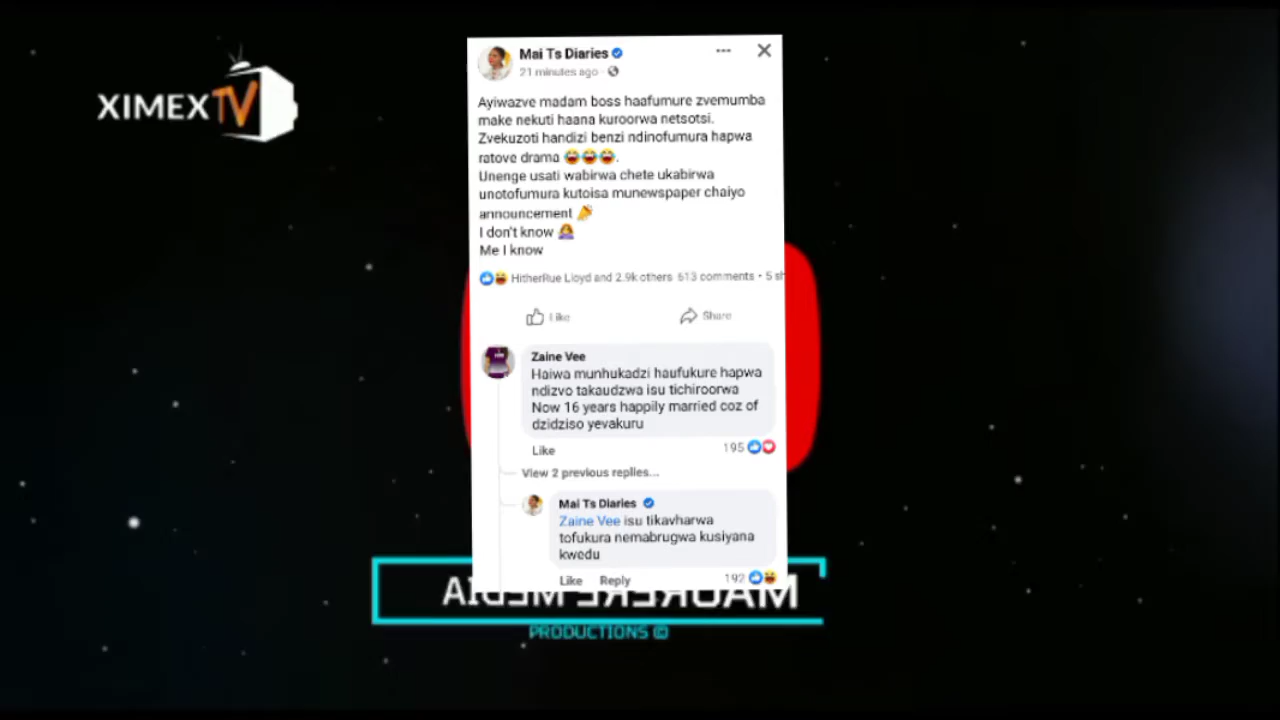 XIMEXTV
Mai Ts Diaries
21 minutes ago
Ayiwazve madam boss haafumure zvemumba
make nekuti haana kuroorwa netsotsi.
Zvekuzoti handizi benzi ndinofumura hapwa
ratove drama 😂😂😂.
Unenge usati wabirwa chete ukabirwa
unotofumura kutoisa munewspaper chaiyo
announcement 🎉
I don't know 🤷‍♀️
Me I know
HitherRue Lloyd and 2.9k others 613 comments • 5 sh
Like Share
Zaine Vee
Haiwa munhukadzi haufukure hapwa
ndizvo takaudzwa isu tichiroorwa
Now 16 years happily married coz of
dzidziso yevakuru
Like 195
View 2 previous replies...
Mai Ts Diaries
Zaine Vee isu tikavharwa
tofukura nemabrugwa kusiyana
kwedu
Like Reply 192
MAURERE MEDIA
PRODUCTIONS ©